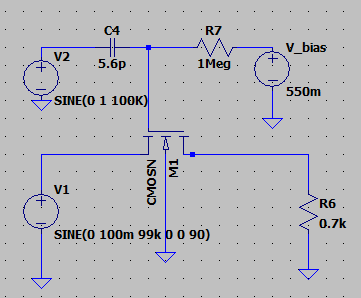 C4
R7
V2
V_bias
5.6p
1Meg
SINE(0 1 100K)
550m
CMOSN
M1
V1
R6
0.7k
SINE(0 100m 99k 0 0 90)